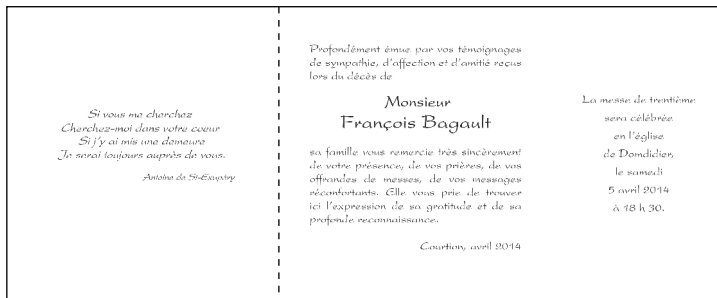 Si vous me cherchez
Cherchez-moi dans votre coeur
Si j'y ai mis une demeure
Je serai toujours auprès de vous.
Antoine de St-Exupéry
Profondément émue par vos témoignages
de sympathie, d'affection et d'amitié reçus
lors du décès de
Monsieur
François Bagault
sa famille vous remercie très sincèrement
de votre présence, de vos prières, de vos
offrandes de messes, de vos messages
réconfortants. Elle vous prie de trouver
ici l'expression de sa gratitude et de sa
profonde reconnaissance.
Courtion, avril 2014
La messe de trentième
sera célébrée
en l'église
de Domdidier,
le samedi
5 avril 2014
à 18 h 30.